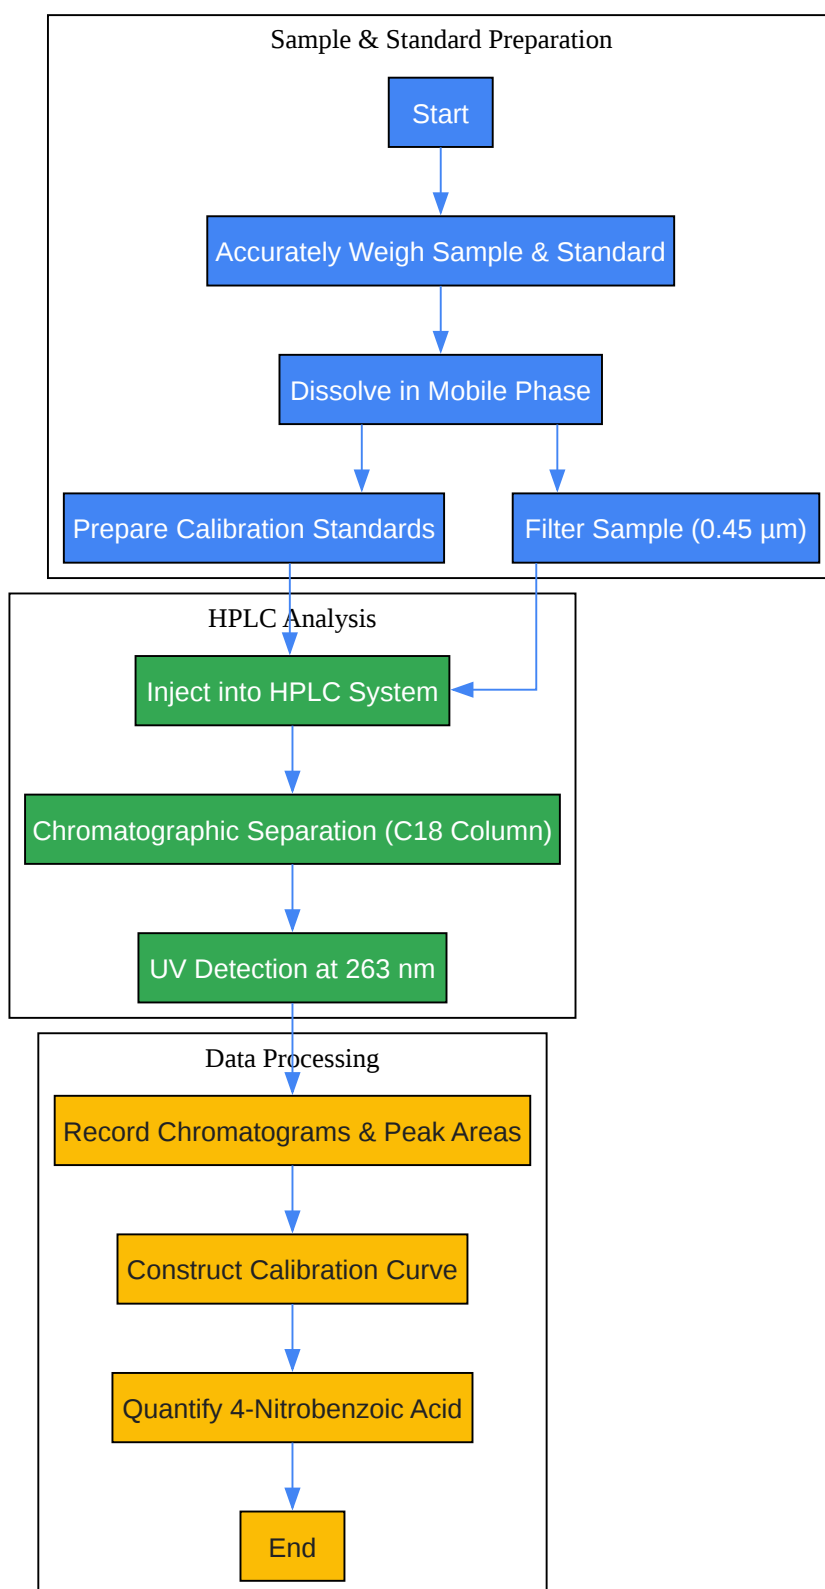 Sample & Standard Preparation
Start
Accurately Weigh Sample & Standard
Dissolve in Mobile Phase
Prepare Calibration Standards
Filter Sample (0.45 µm)
HPLC Analysis
Inject into HPLC System
Chromatographic Separation (C18 Column)
UV Detection at 263 nm
Data Processing
Record Chromatograms & Peak Areas
Construct Calibration Curve
Quantify 4-Nitrobenzoic Acid
End